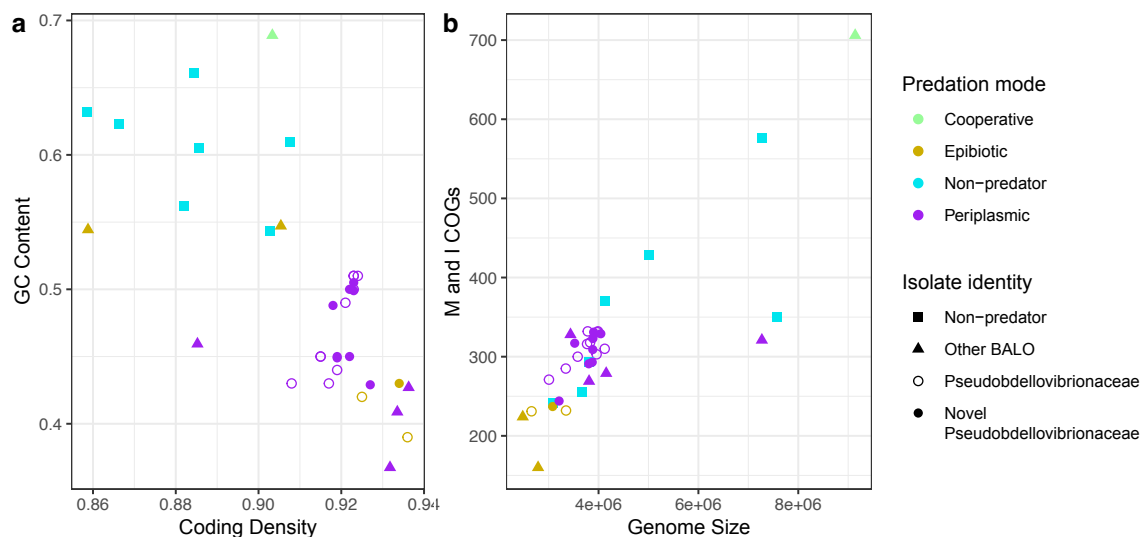 a
0.7
0.6
0.5
0.4
GC Content
0.86
0.88
0.90
0.92
0.94
Coding Density
b
700
600
500
400
300
200
M and I COGs
4e+06
6e+06
8e+06
Genome Size
Predation mode
Cooperative
Epibiotic
Non−predator
Periplasmic
Isolate identity
Non−predator
Other BALO
Pseudobdellovibrionaceae
Novel
Pseudobdellovibrionaceae